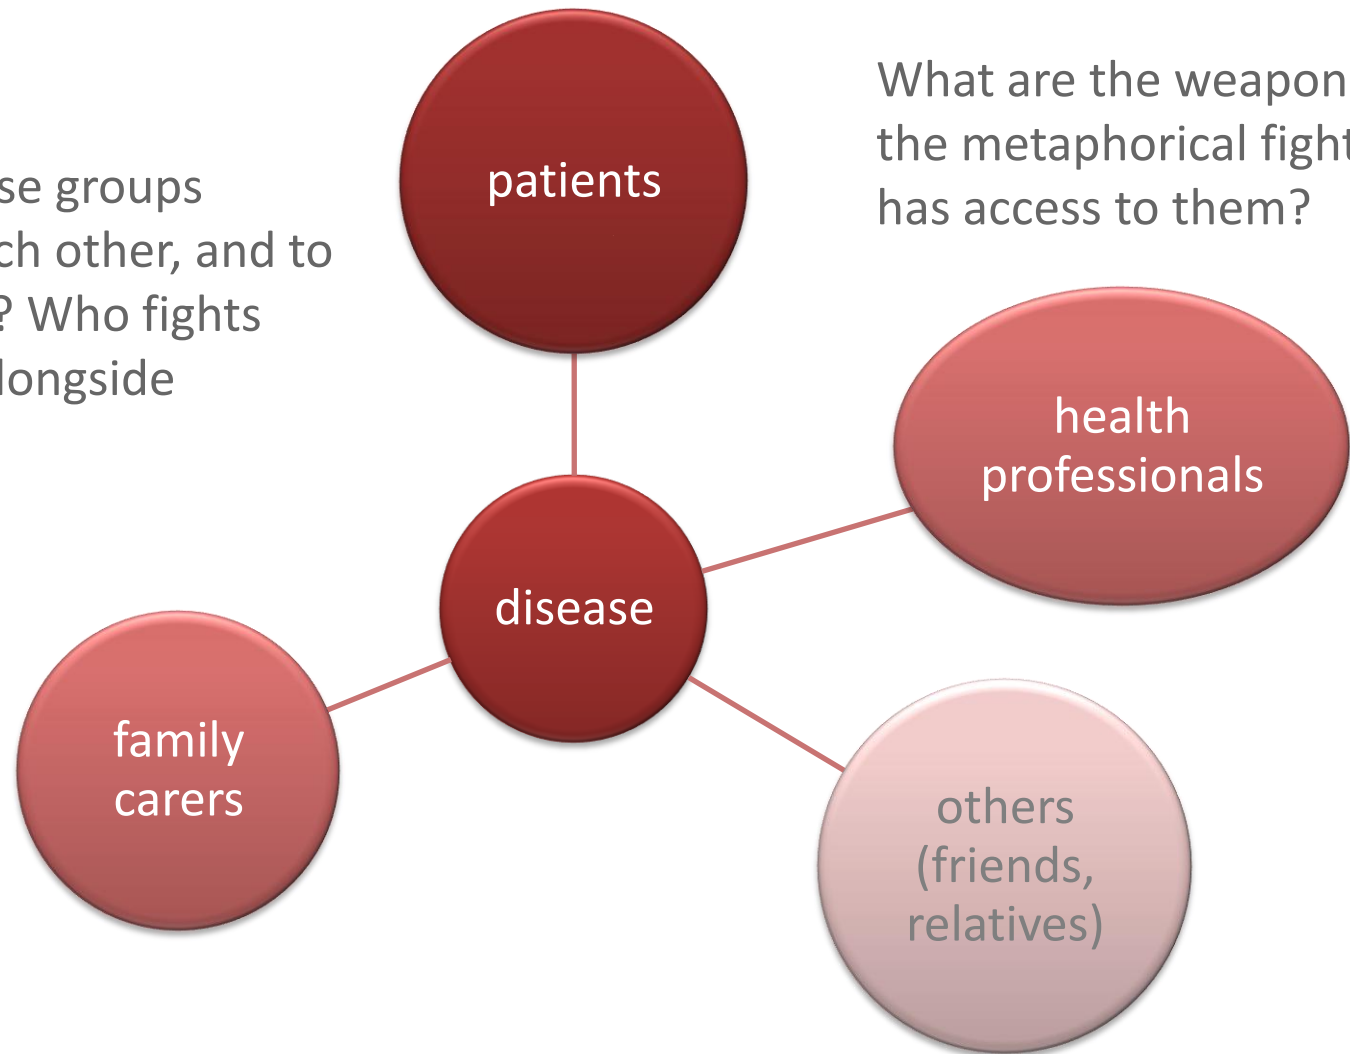 se groups
ch other, and to
? Who fights
longside
patients
What are the weapon
the metaphorical fight
has access to them?
health
professionals
disease
family
carers
others
(friends,
relatives)